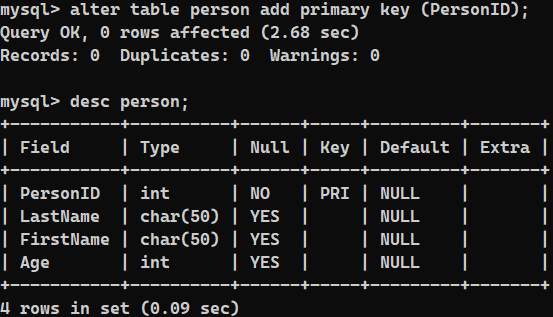 mysql> alter table person add primary key (PersonID);
Query OK, 0 rows affected (2.68 sec)
Records: 0  Duplicates: 0  Warnings: 0

mysql> desc person;
+-----------+----------+------+-----+---------+-------+
| Field     | Type     | Null | Key | Default | Extra |
+-----------+----------+------+-----+---------+-------+
| PersonID  | int      | NO   | PRI | NULL    |       |
| LastName  | char(50) | YES  |     | NULL    |       |
| FirstName | char(50) | YES  |     | NULL    |       |
| Age       | int      | YES  |     | NULL    |       |
+-----------+----------+------+-----+---------+-------+
4 rows in set (0.09 sec)